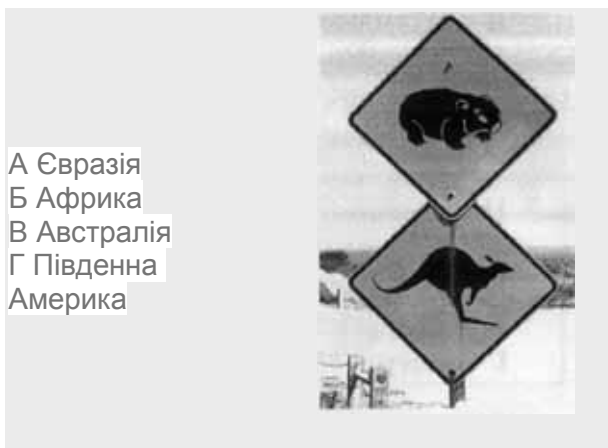 А Євразія
Б Африка
В Австралія
Г Південна
Америка